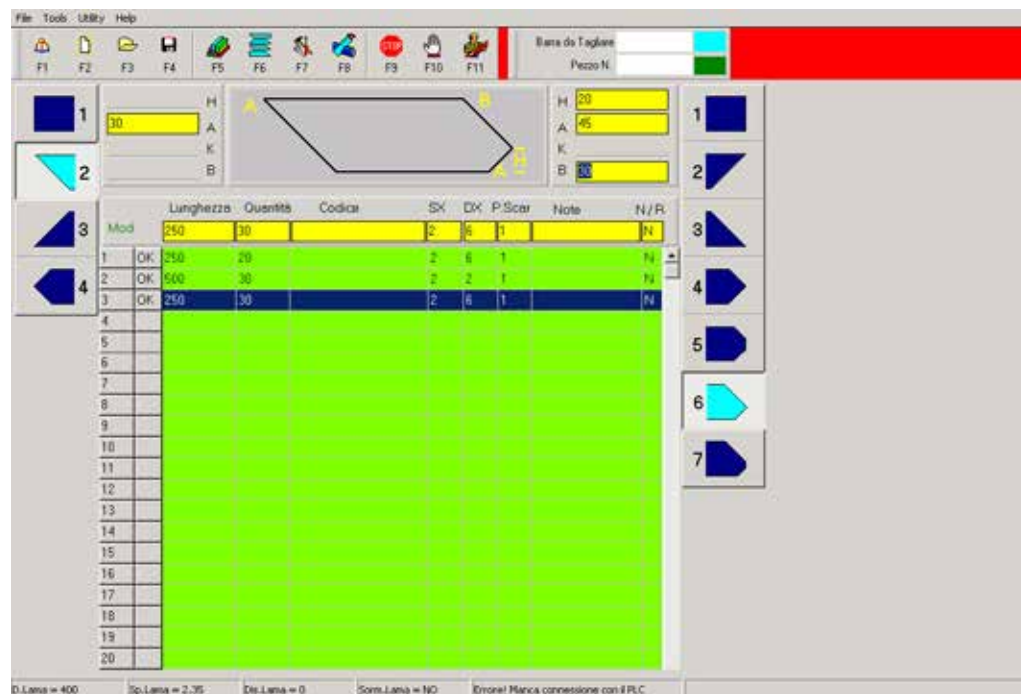 File Tools Utility Help
F1 F2 F3 F4 F5 F6 F7 F8 STOP F9 F10 F11
Barra da Tagliare
Pezzo N.
H
30 A
K
B
A B A H
H 20
A 45
K
B 30
1
2
3
4
1
2
3
4
5
6
7
Lunghezza Quantità Codice SX DX P.Scar Note N/R
Mod 250 30 2 6 1 N
1 OK 250 20 2 6 1 N
2 OK 500 30 2 2 1 N
3 OK 250 30 2 6 1 N
4
5
6
7
8
9
10
11
12
13
14
15
16
17
18
19
20
D.Lama = 400 Sp.Lama = 2.35 Dis.Lama = 0 Sorm.Lama = NO Errore! Manca connessione con il PLC